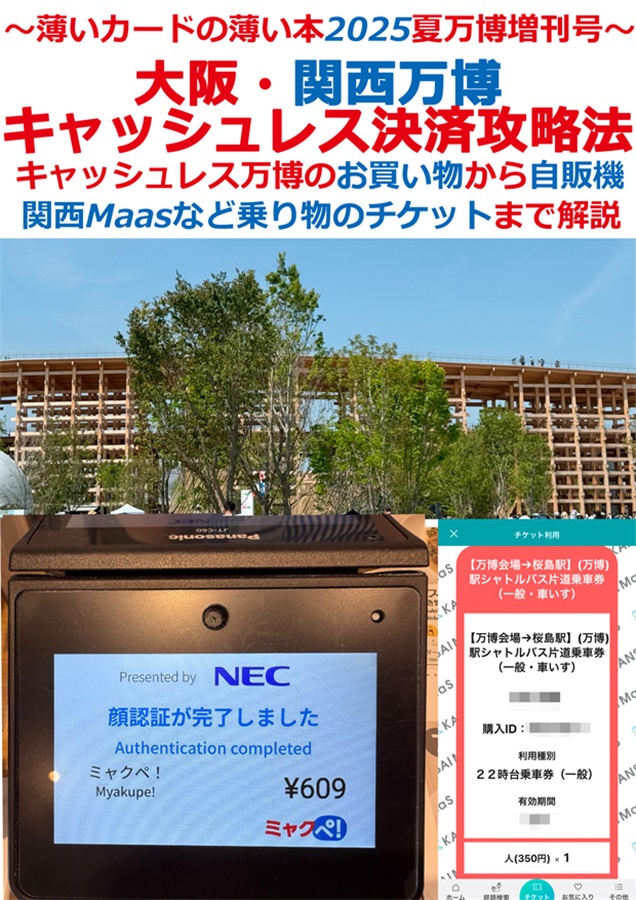 ～薄いカードの薄い本2025夏万博増刊号～
大阪・関西万博
キャッシュレス決済攻略法
キャッシュレス万博のお買い物から自販機
関西Maasなど乗り物のチケットまで解説
Panasonic
JT-C60
Presented by NEC
顔認証が完了しました
Authentication completed
ミャクペ！
Myakupe!
¥609
ミャクペ!
チケット利用
【万博会場→桜島駅】(万博)
駅シャトルバス片道乗車券
（一般・車いす）
【万博会場→桜島駅】(万博)
駅シャトルバス片道乗車券
（一般・車いす）
購入ID：
利用種別
２２時台乗車券（一般）
有効期間
人(350円) × 1
ホーム
経路検索
チケット
お気に入り
その他